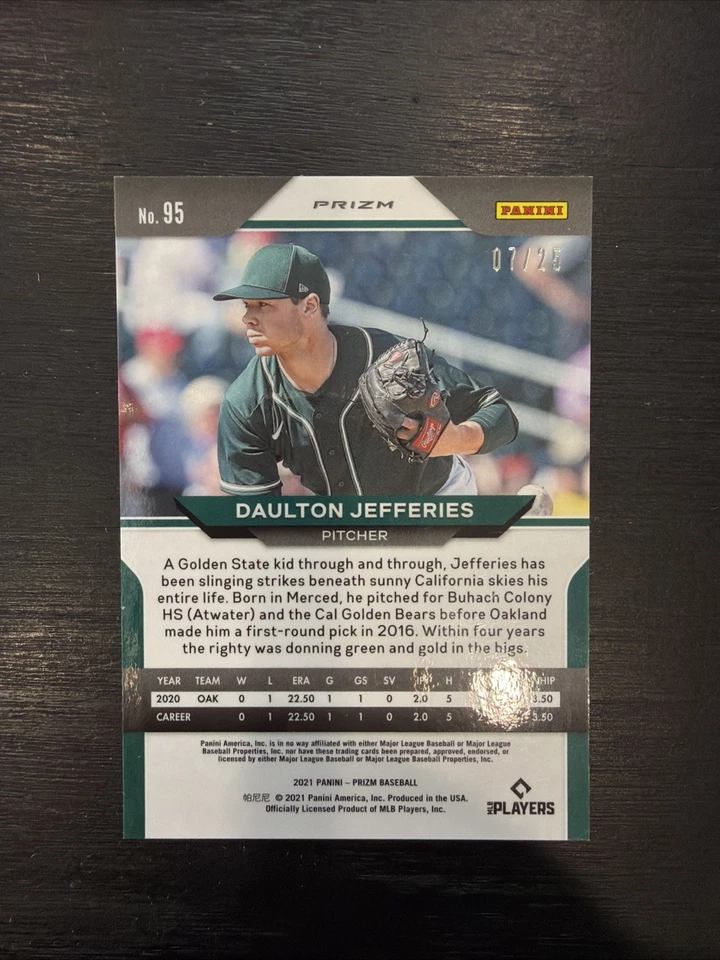 No. 95
PRIZM
PANINI
07/25
DAULTON JEFFERIES
PITCHER
A Golden State kid through and through, Jefferies has
been slinging strikes beneath sunny California skies his
entire life. Born in Merced, he pitched for Buhach Colony
HS (Atwater) and the Cal Golden Bears before Oakland
made him a first-round pick in 2016. Within four years
the righty was donning green and gold in the bigs.
YEAR TEAM W L ERA G GS SV IP H WHIP
2020 OAK 0 1 22.50 1 1 0 2.0 5 3.50
CAREER 0 1 22.50 1 1 0 2.0 5 3.50
Panini America, Inc. is in no way affiliated with either Major League Baseball or Major League
Baseball Properties, Inc. nor have these trading cards been prepared, approved, endorsed, or
licensed by either Major League Baseball or Major League Baseball Properties, Inc.
2021 PANINI – PRIZM BASEBALL
帕尼尼 © 2021 Panini America, Inc. Produced in the USA.
Officially Licensed Product of MLB Players, Inc.
MLB PLAYERS